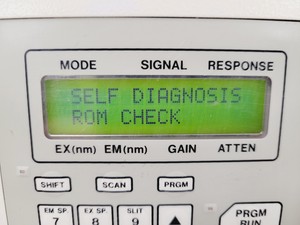 MODE SIGNAL RESPONSE
SELF DIAGNOSIS
ROM CHECK
EX(nm) EM(nm) GAIN ATTEN
SHIFT SCAN PRGM
EM SP. EX SP. SLIT PRGM
7 8 9 RUN